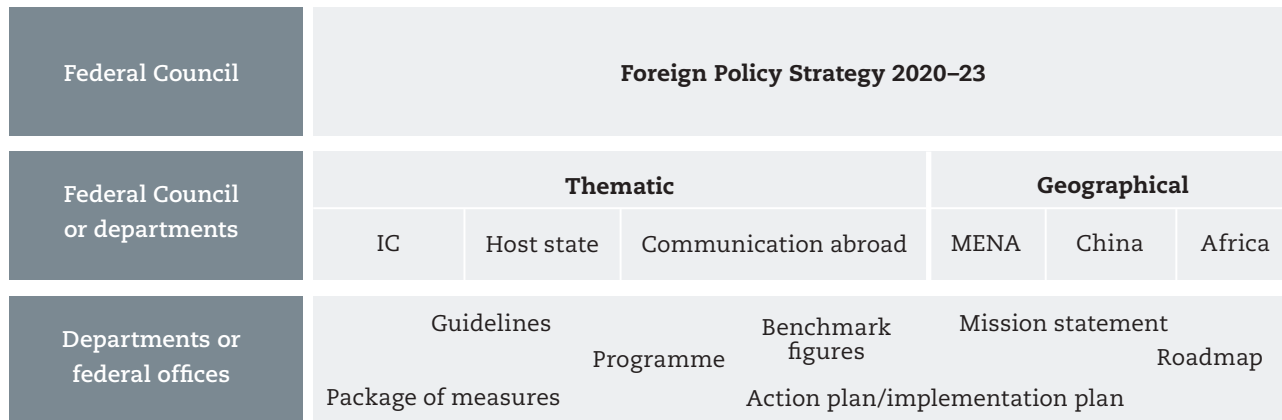 Federal Council
Foreign Policy Strategy 2020–23
Federal Council
or departments
Thematic
Geographical
IC
Host state
Communication abroad
MENA
China
Africa
Departments or
federal offices
Guidelines
Programme
Benchmark
figures
Mission statement
Roadmap
Package of measures
Action plan/implementation plan